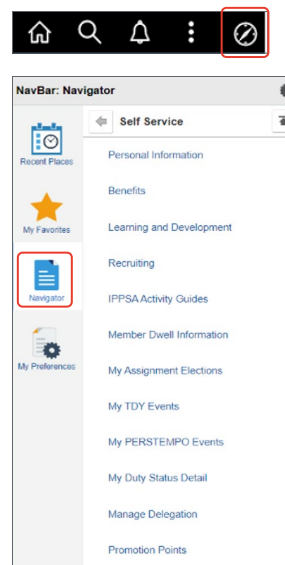 NavBar: Navigator
Self Service
Recent Places
My Favorites
Navigator
My Preferences
Personal Information
Benefits
Learning and Development
Recruiting
IPPSA Activity Guides
Member Dwell Information
My Assignment Elections
My TDY Events
My PERSTEMPO Events
My Duty Status Detail
Manage Delegation
Promotion Points